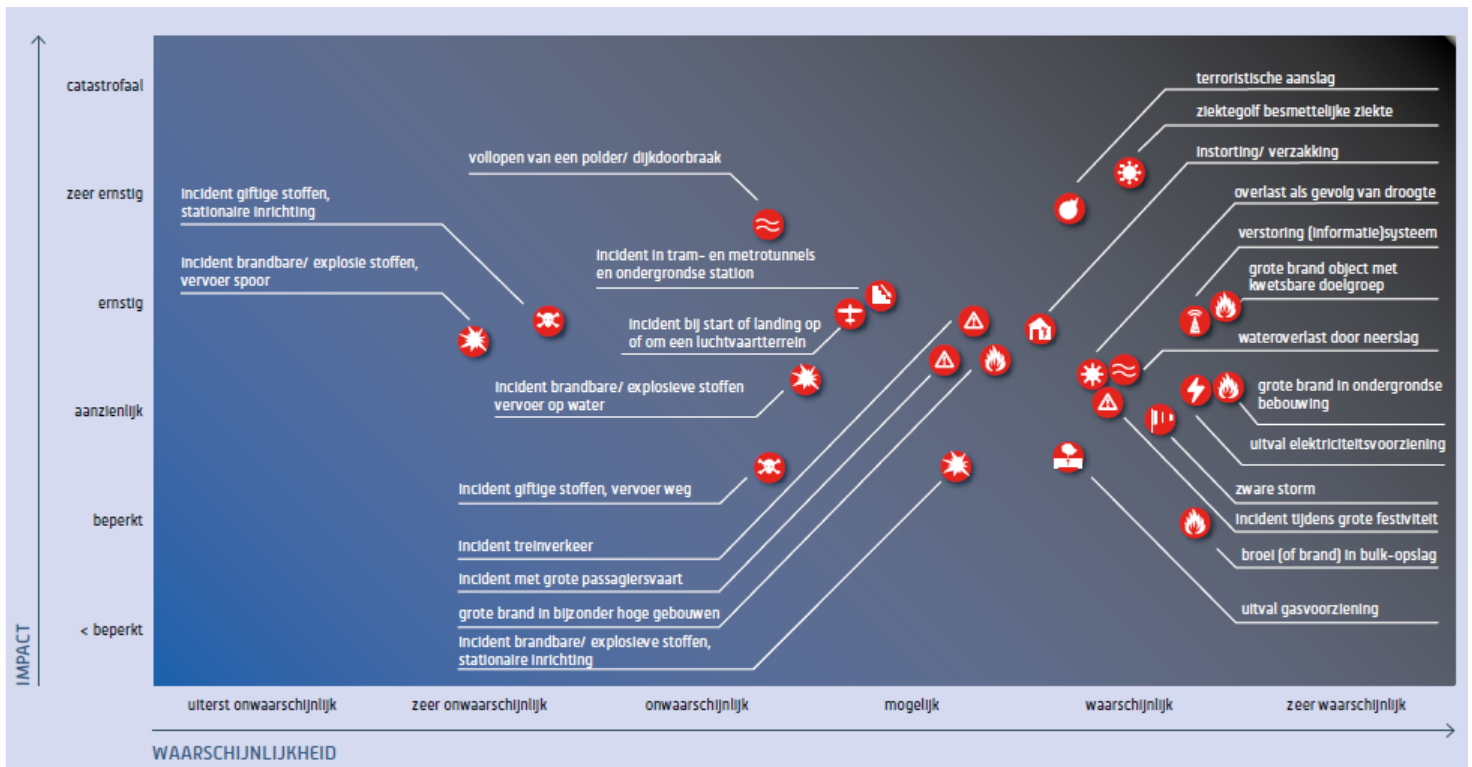 IMPACT
catastrofaal
zeer ernstig
ernstig
aanzienlijk
beperkt
< beperkt
vollopen van een polder/ dijkdoorbraak
Incident giftige stoffen,
stationaire inrichting
Incident brandbare/ explosie stoffen,
vervoer spoor
Incident in tram- en metrotunnels
en ondergrondse station
Incident bij start of landing op
of om een luchtvaartterrein
Incident brandbare/ explosieve stoffen
vervoer op water
Incident giftige stoffen, vervoer weg
Incident treinverkeer
Incident met grote passagiersvaart
grote brand in bijzonder hoge gebouwen
Incident brandbare/ explosieve stoffen,
stationaire inrichting
terroristische aanslag
ziektegolf besmettelijke ziekte
Instorting/ verzakking
overlast als gevolg van droogte
verstoring (informatie)systeem
grote brand object met
kwetsbare doelgroep
wateroverlast door neerslag
grote brand in ondergrondse
bebouwing
uitval elektriciteitsvoorziening
zware storm
Incident tijdens grote festiviteit
broei (of brand) in bulk-opslag
uitval gasvoorziening
uiterst onwaarschijnlijk
zeer onwaarschijnlijk
onwaarschijnlijk
mogelijk
waarschijnlijk
zeer waarschijnlijk
WAARSCHIJNLIJKHEID